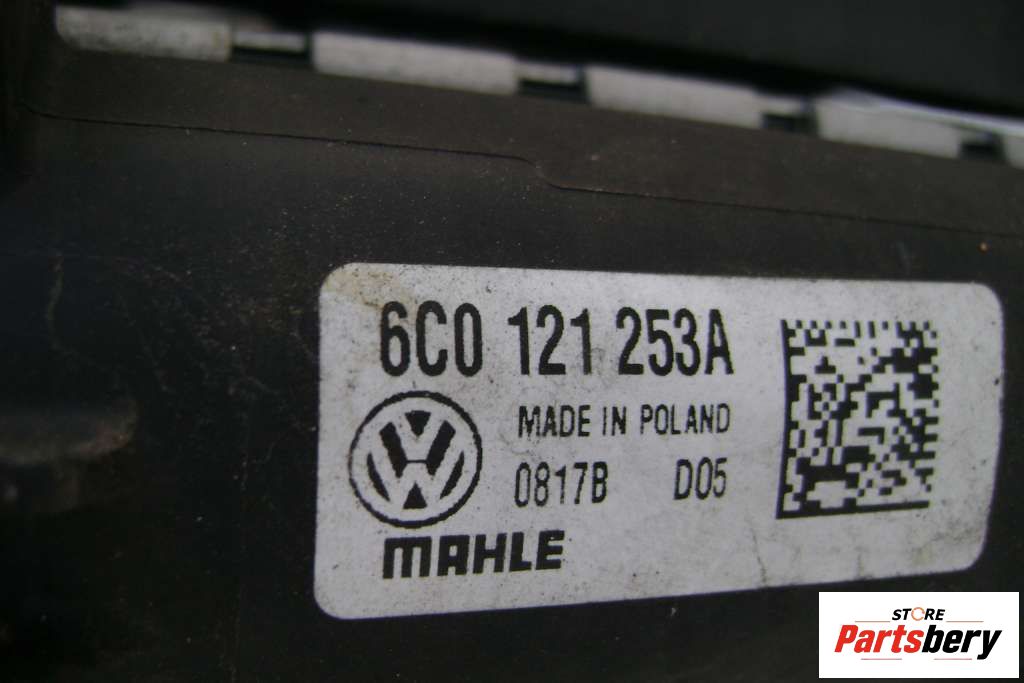 6C0 121 253A
MADE IN POLAND
0817B D05
MAHLE
STORE
Partsbery